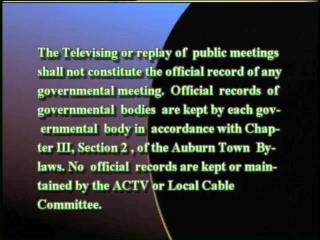 The Televising or replay of public meetings
shall not constitute the official record of any
governmental meeting. Official records of
governmental bodies are kept by each gov-
ernmental body in accordance with Chap-
ter III, Section 2 , of the Auburn Town By-
laws. No official records are kept or main-
tained by the ACTV or Local Cable
Committee.